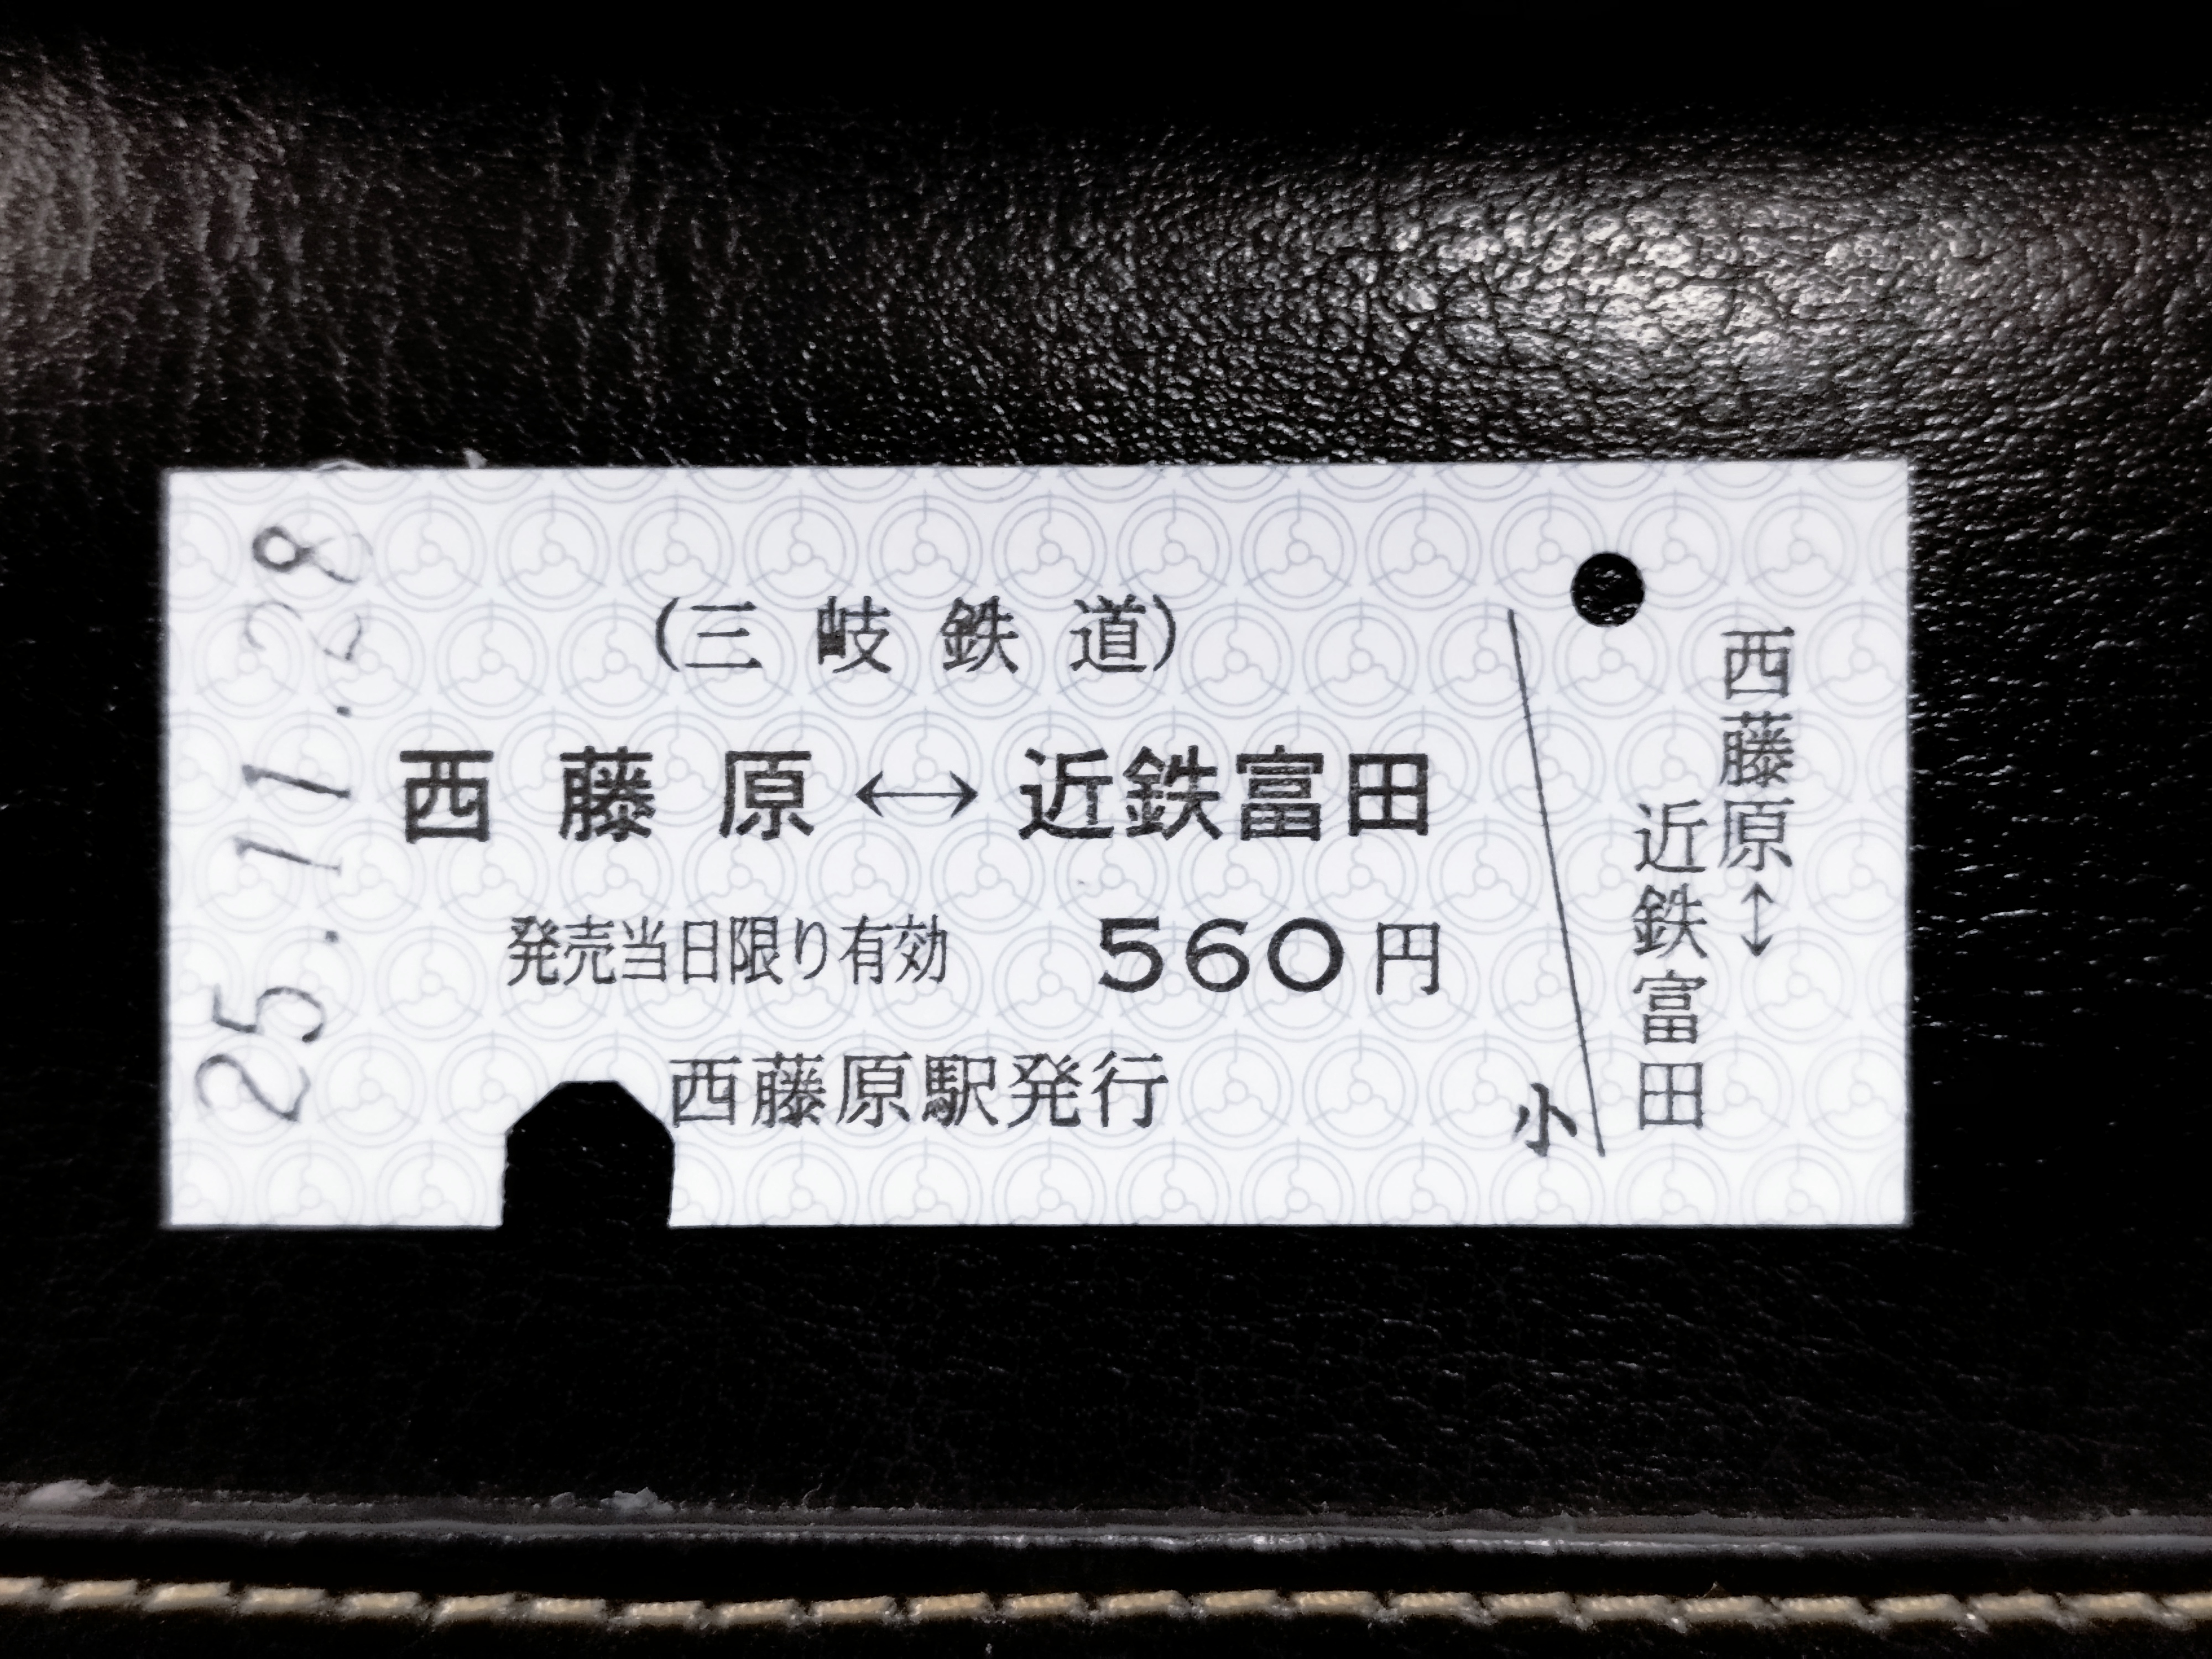 25.11.28
(三岐鉄道)
西藤原↔近鉄富田
発売当日限り有効 560円
西藤原駅発行
小
西藤原↔
近鉄富田